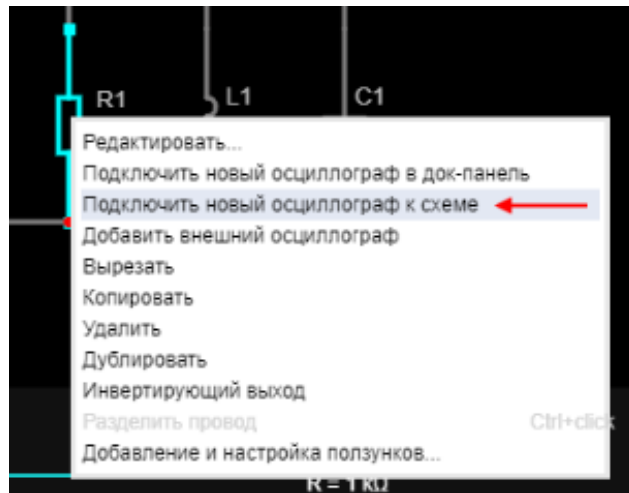 R1 L1 C1
Редактировать...
Подключить новый осциллограф в док-панель
Подключить новый осциллограф к схеме
Добавить внешний осциллограф
Вырезать
Копировать
Удалить
Дублировать
Инвертирующий выход
Разделить провод Ctrl+click
Добавление и настройка ползунков...
R = 1 kΩ